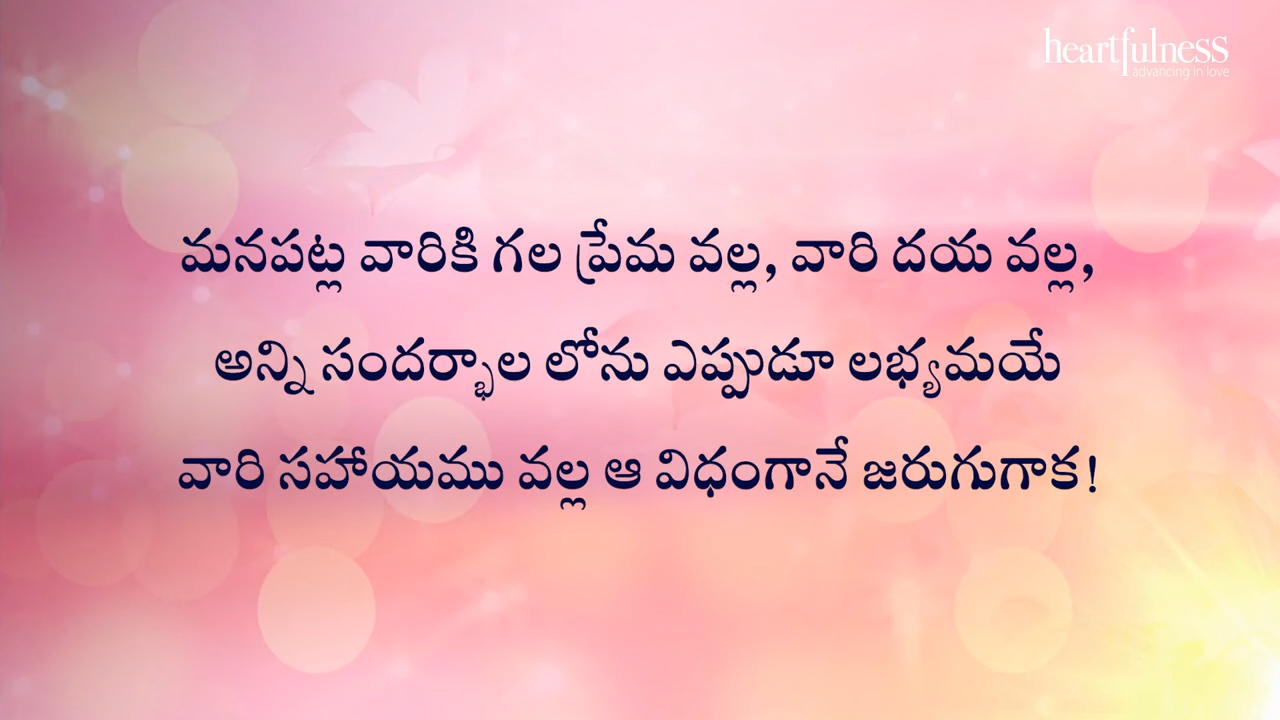 heartfulness
advancing in love
మనపట్ల వారికి గల ప్రేమ వల్ల, వారి దయ వల్ల,
అన్ని సందర్భాల లోను ఎప్పుడూ లభ్యమయే
వారి సహాయము వల్ల ఆ విధంగానే జరుగుగాక!